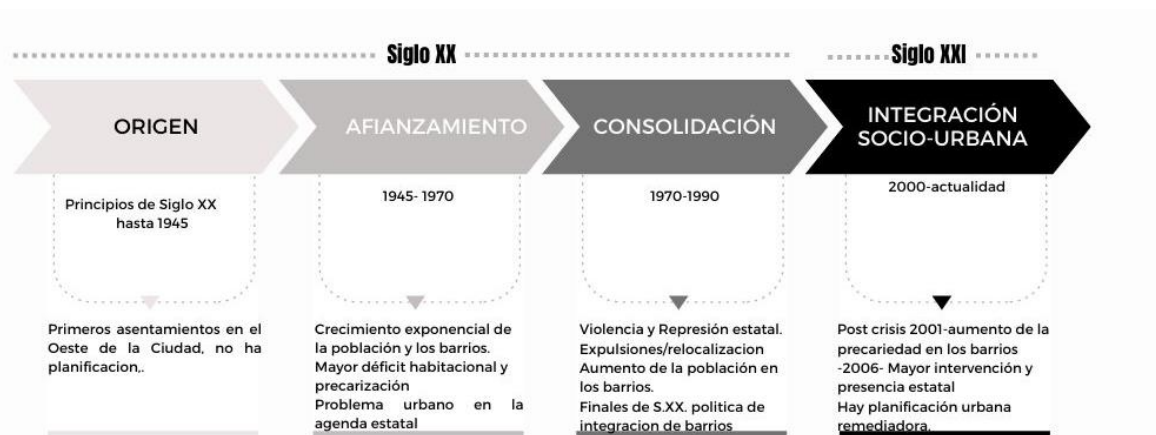 Siglo XX
Siglo XXI
ORIGEN
AFIANZAMIENTO
CONSOLIDACIÓN
INTEGRACIÓN
SOCIO-URBANA
Principios de Siglo XX
hasta 1945
1945- 1970
1970-1990
2000-actualidad
Primeros asentamientos en el
Oeste de la Ciudad, no ha
planificacion,.
Crecimiento exponencial de
la población y los barrios.
Mayor déficit habitacional y
precarización
Problema urbano en la
agenda estatal
Violencia y Represión estatal.
Expulsiones/relocalizacion
Aumento de la población en
los barrios.
Finales de S.XX. politica de
integracion de barrios
Post crisis 2001-aumento de la
precariedad en los barrios
-2006- Mayor intervención y
presencia estatal
Hay planificación urbana
remediadora.